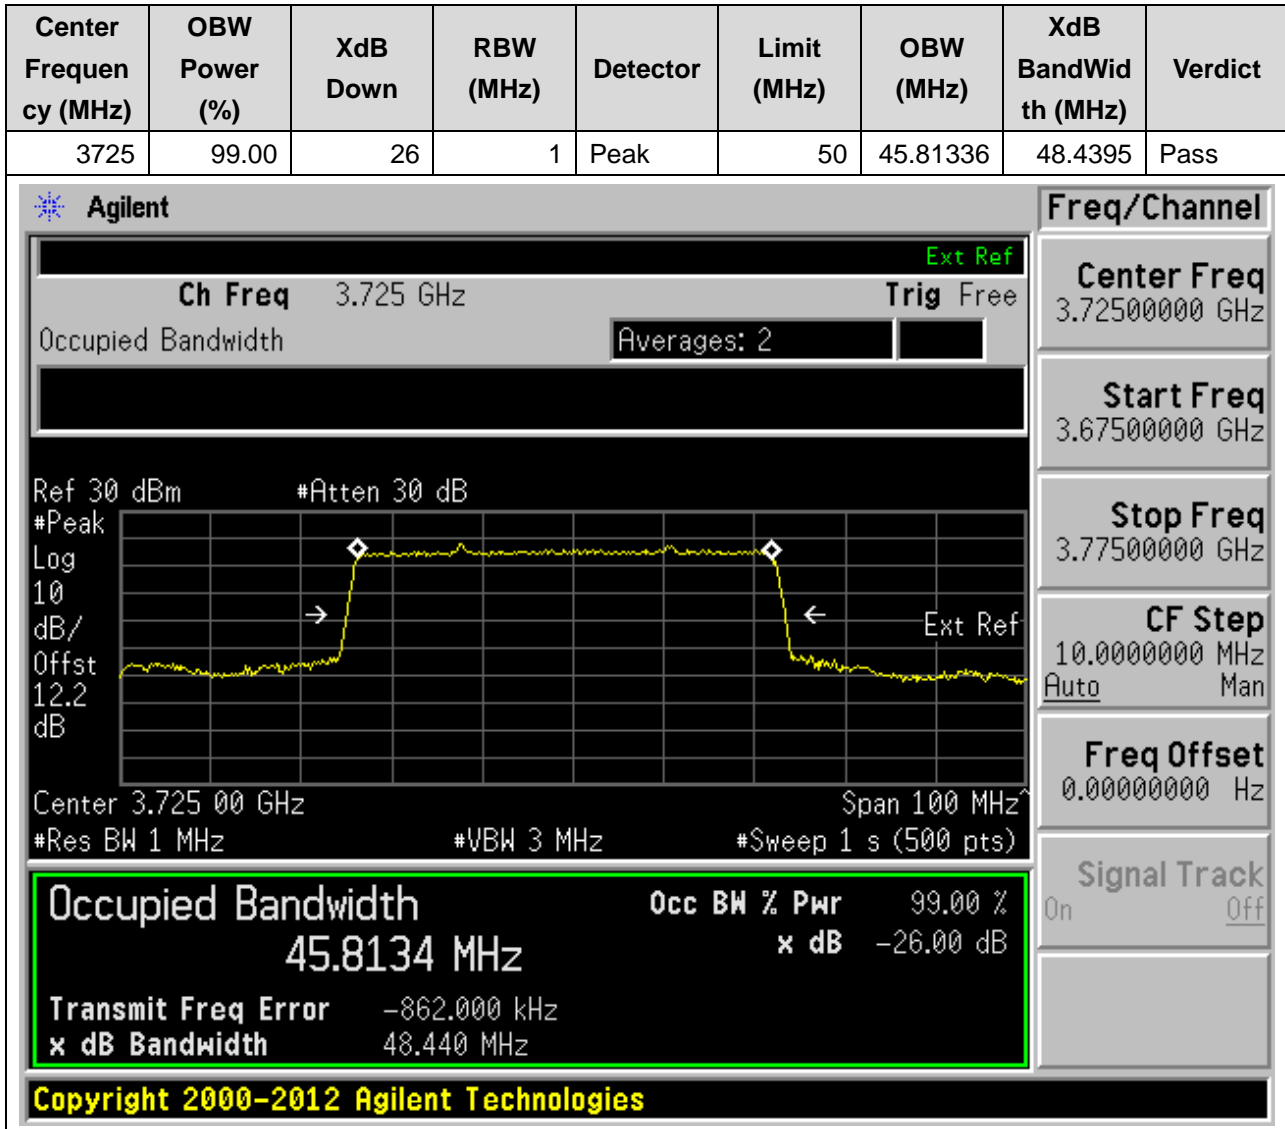 Center Frequen cy (MHz) OBW Power (%) XdB Down RBW (MHz) Detector Limit (MHz) OBW (MHz) XdB BandWid th (MHz) Verdict
3725 99.00 26 1 Peak 50 45.81336 48.4395 Pass
Agilent
Freq/Channel
Ext Ref
Ch Freq 3.725 GHz Trig Free
Occupied Bandwidth Averages: 2
Center Freq
3.72500000 GHz
Start Freq
3.67500000 GHz
Stop Freq
3.77500000 GHz
CF Step
10.0000000 MHz
Auto Man
Freq Offset
0.00000000 Hz
Signal Track
On Off
Ref 30 dBm #Atten 30 dB
#Peak
Log
10
dB/
Offst
12.2
dB
Ext Ref
Center 3.725 00 GHz Span 100 MHz^
#Res BW 1 MHz #VBW 3 MHz #Sweep 1 s (500 pts)
Occupied Bandwidth
45.8134 MHz
Occ BW % Pwr 99.00 %
x dB -26.00 dB
Transmit Freq Error -862.000 kHz
x dB Bandwidth 48.440 MHz
Copyright 2000-2012 Agilent Technologies